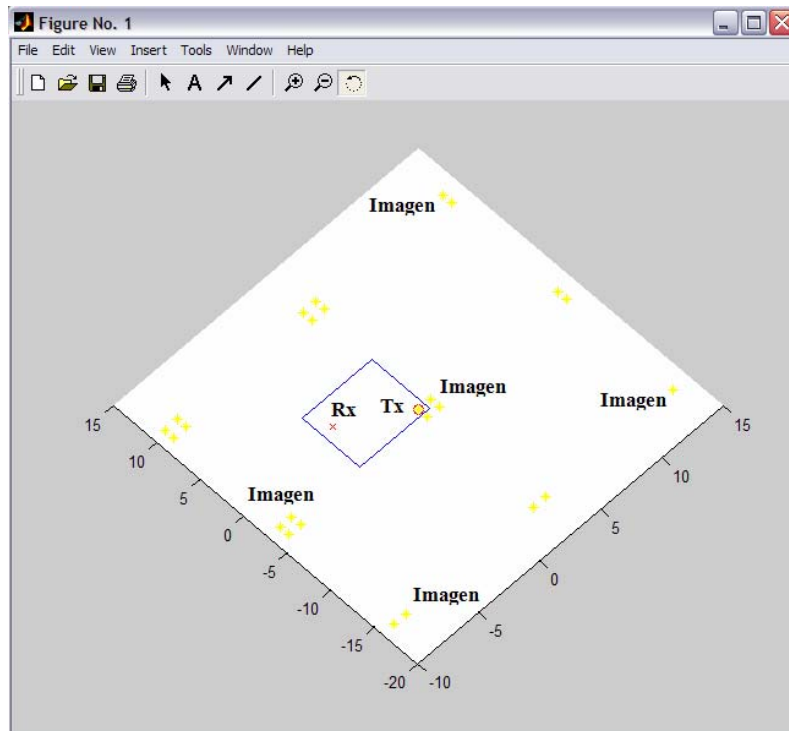 Figure No. 1
File Edit View Insert Tools Window Help
Imagen
Imagen
Rx Tx
Imagen
15
15
10
10
Imagen
5
5
0
0
-5
-5
Imagen
-10
-15
-20 -10